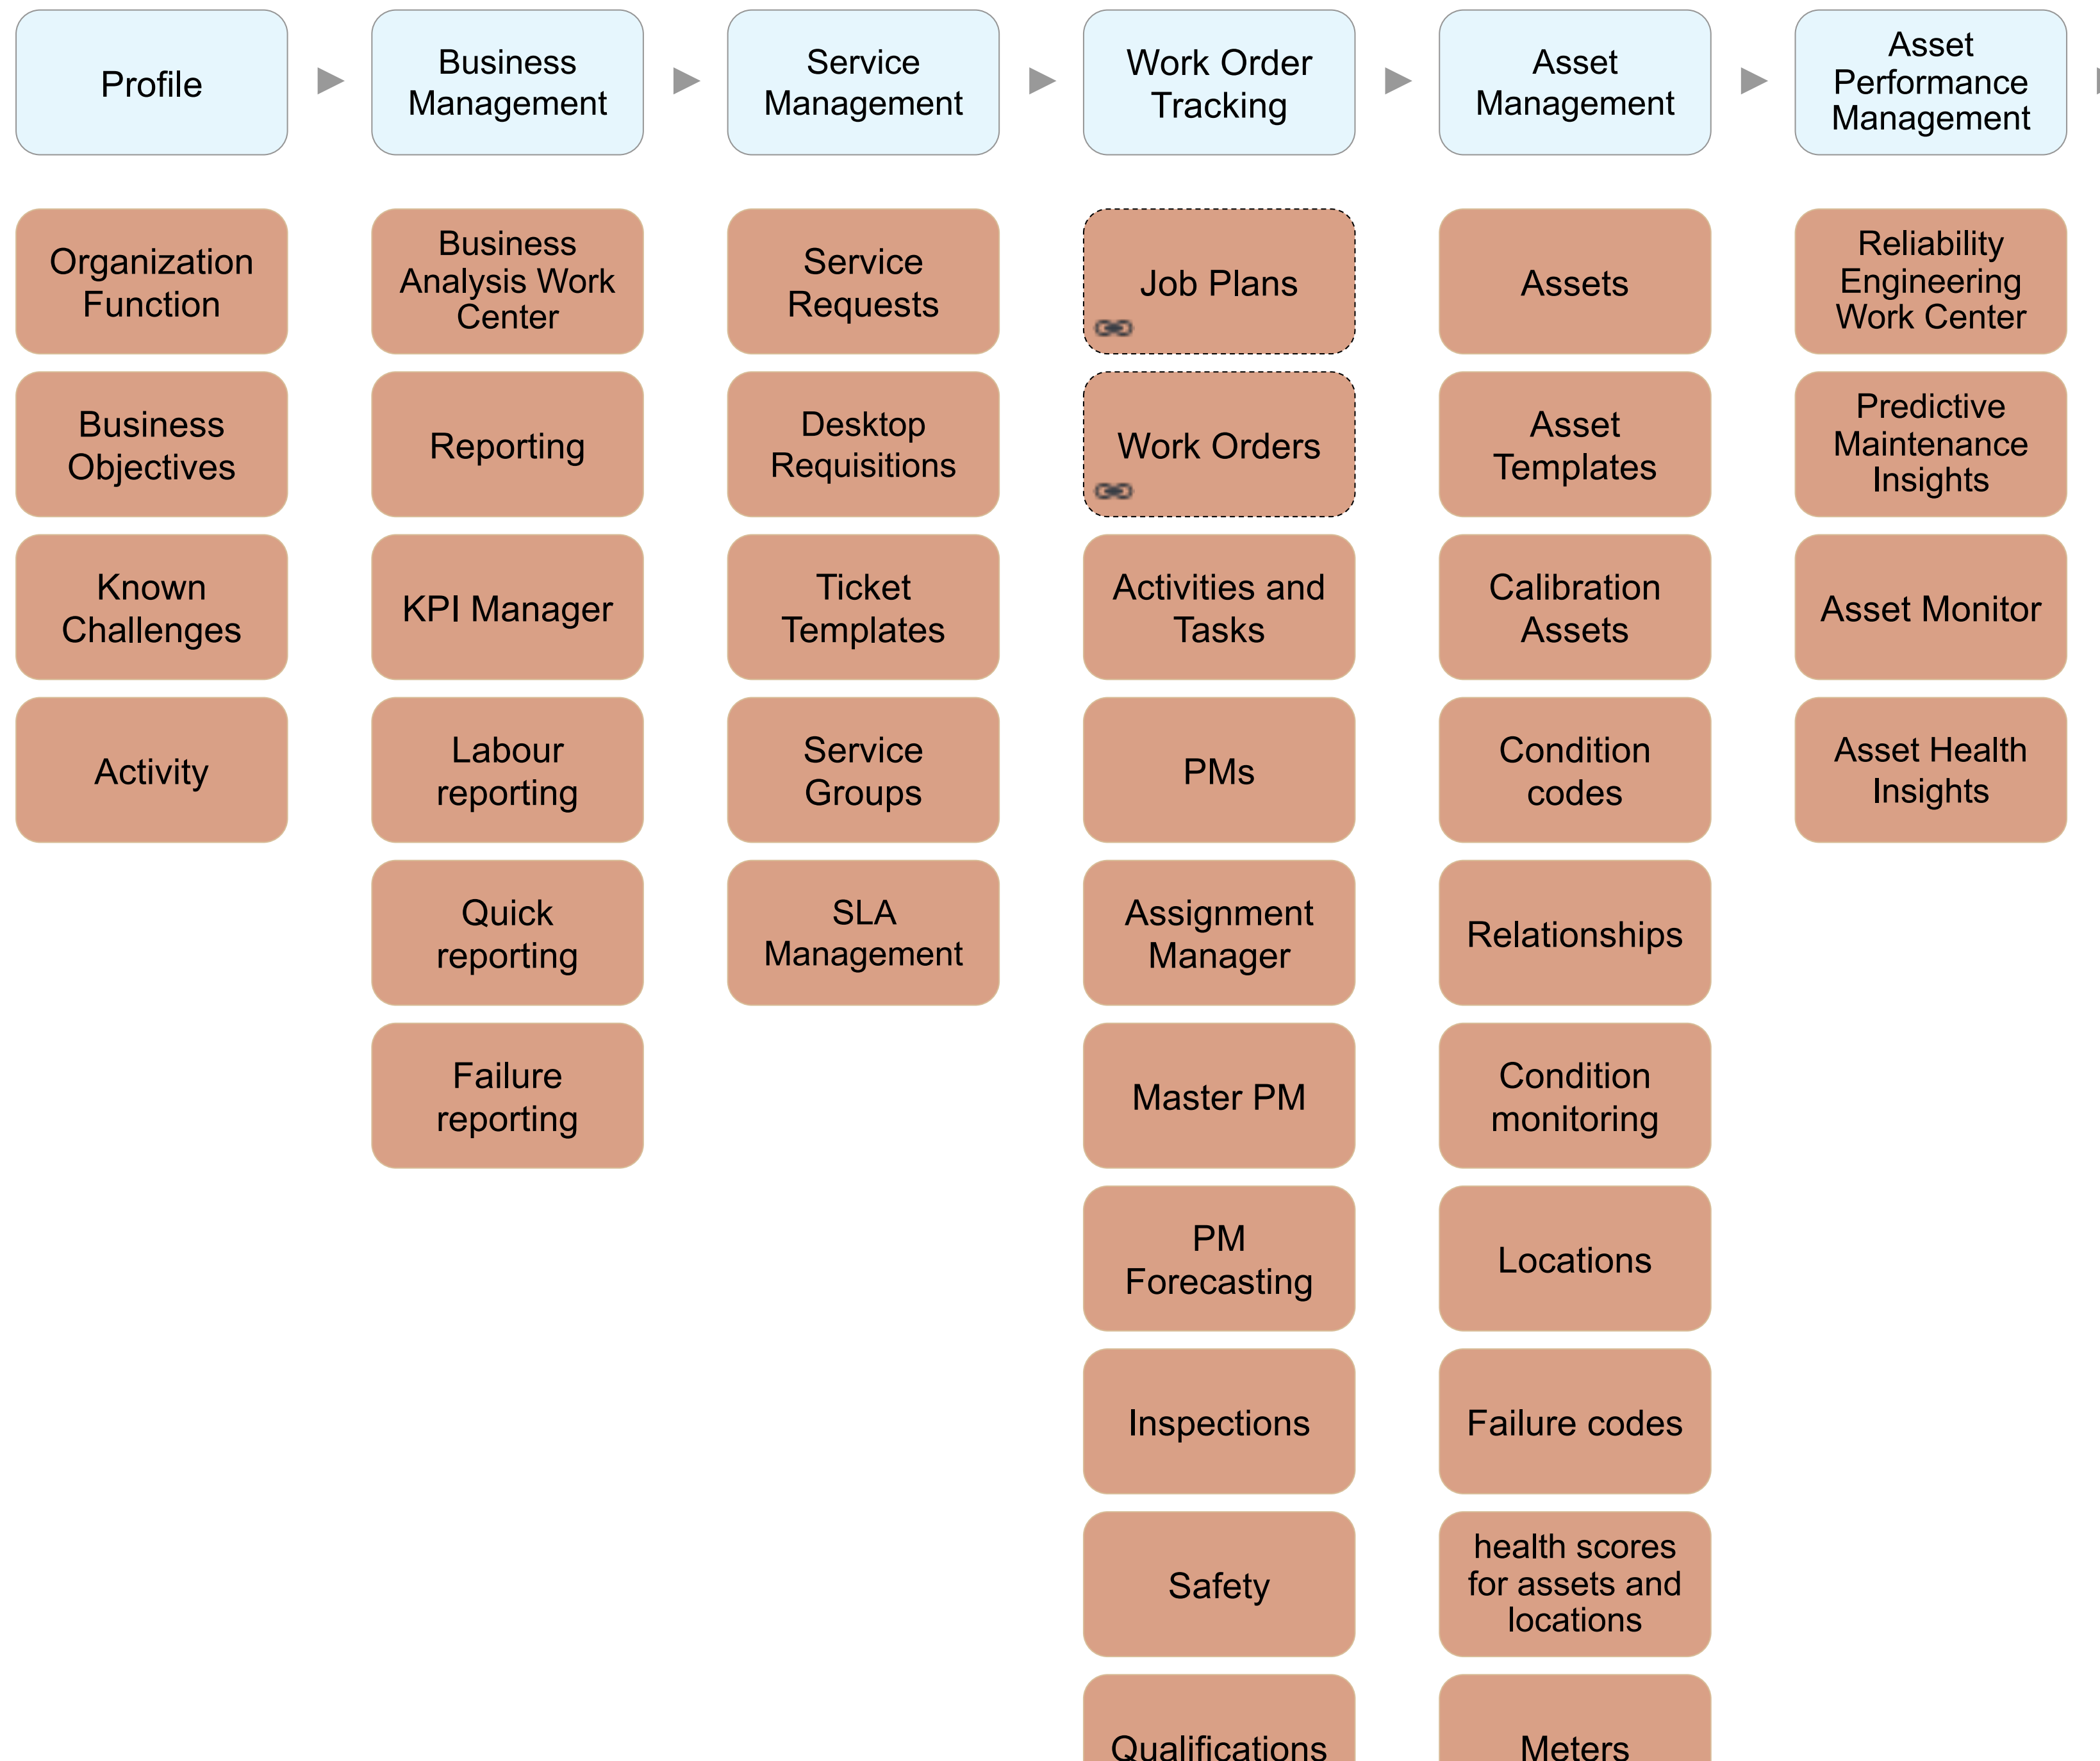 Profile
Business
Management
Service
Management
Work Order
Tracking
Asset
Management
Asset
Performance
Management
Organization
Function
Business
Objectives
Known
Challenges
Activity
Business
Analysis Work
Center
Reporting
KPI Manager
Labour
reporting
Quick
reporting
Failure
reporting
Service
Requests
Desktop
Requisitions
Ticket
Templates
Service
Groups
SLA
Management
Job Plans
Work Orders
Activities and
Tasks
PMs
Assignment
Manager
Master PM
PM
Forecasting
Inspections
Safety
Qualifications
Assets
Asset
Templates
Calibration
Assets
Condition
codes
Relationships
Condition
monitoring
Locations
Failure codes
health scores
for assets and
locations
Meters
Reliability
Engineering
Work Center
Predictive
Maintenance
Insights
Asset Monitor
Asset Health
Insights